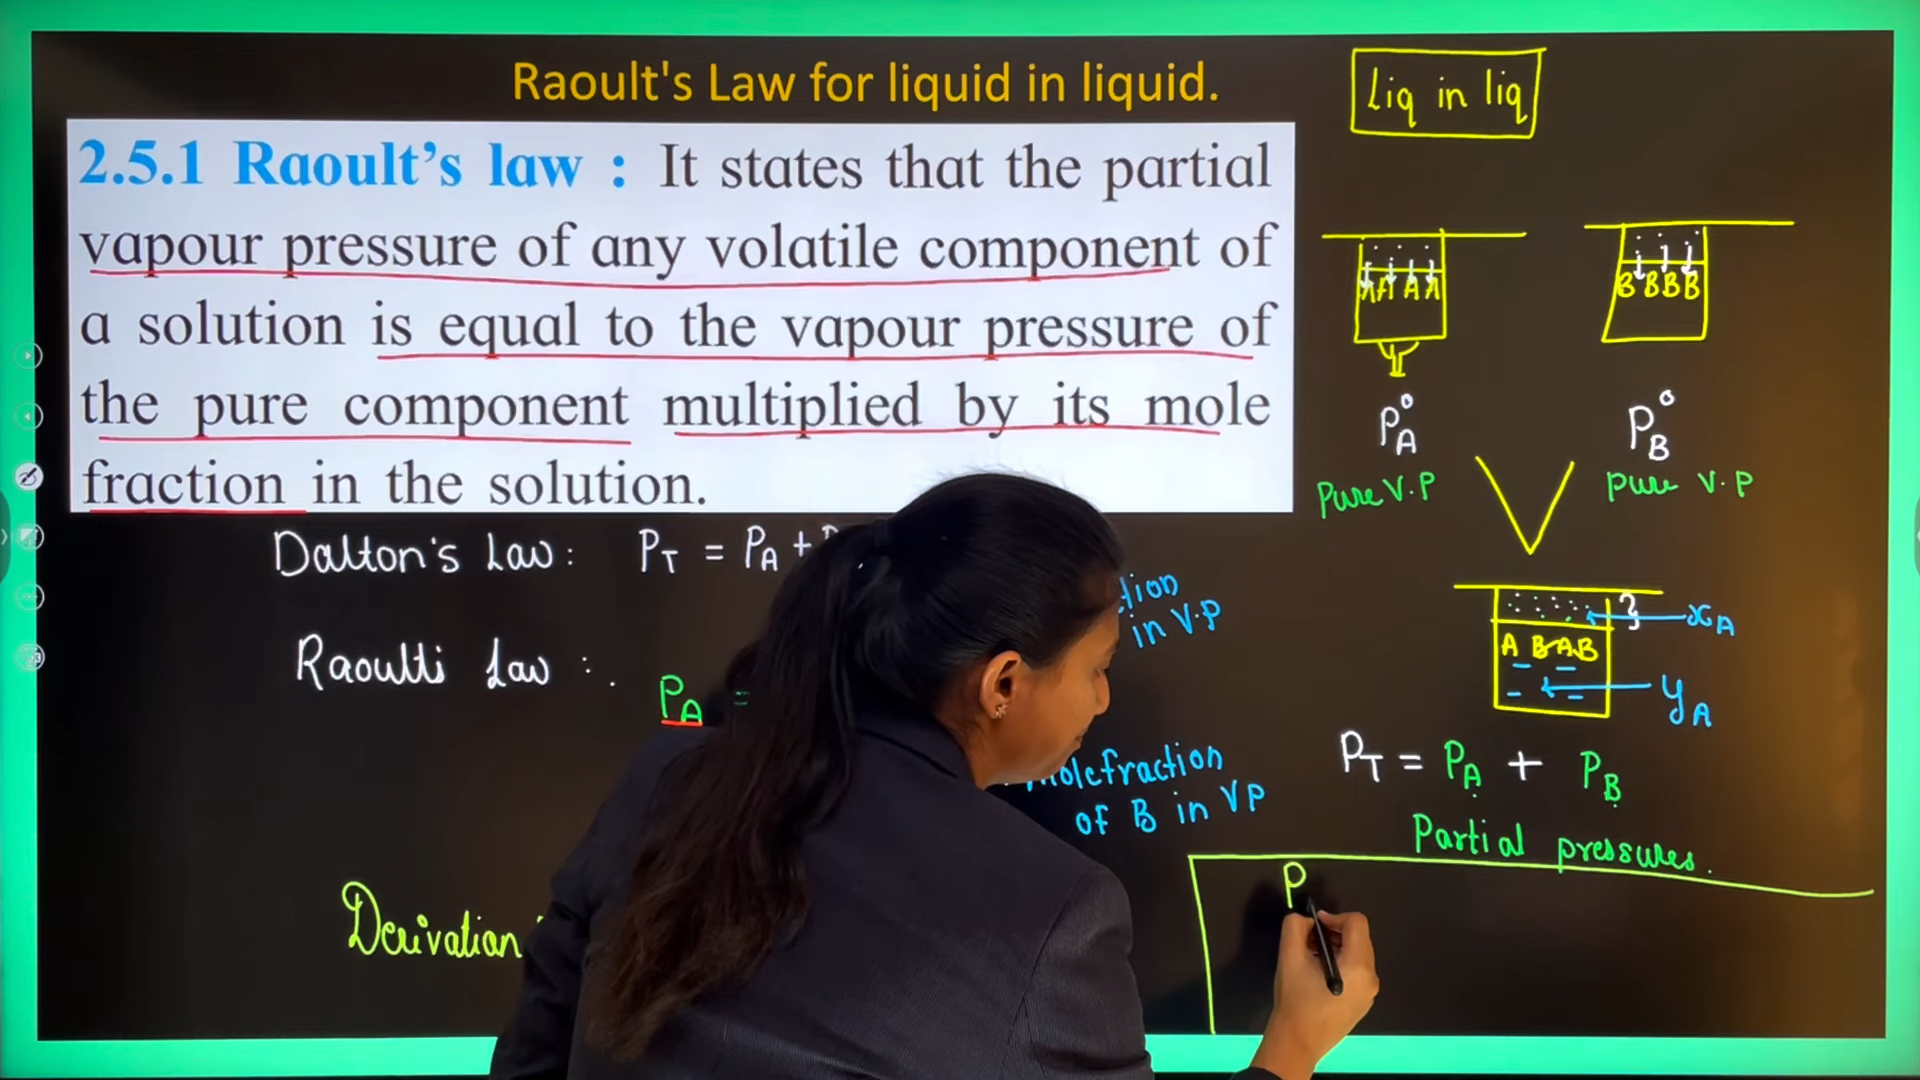 Raoult's Law for liquid in liquid.
Liq in liq
2.5.1 Raoult's law : It states that the partial
vapour pressure of any volatile component of
a solution is equal to the vapour pressure of
the pure component multiplied by its mole
fraction in the solution.
A A A A
B B B B
P°A
P°B
Pure V.P
pure V.P
Dalton's Law: PT = PA +
in V.P
A B A B
xA
yA
Raoult's Law :.
PA =
molefraction
of B in VP
PT = PA + PB
Partial pressures.
Derivation
P